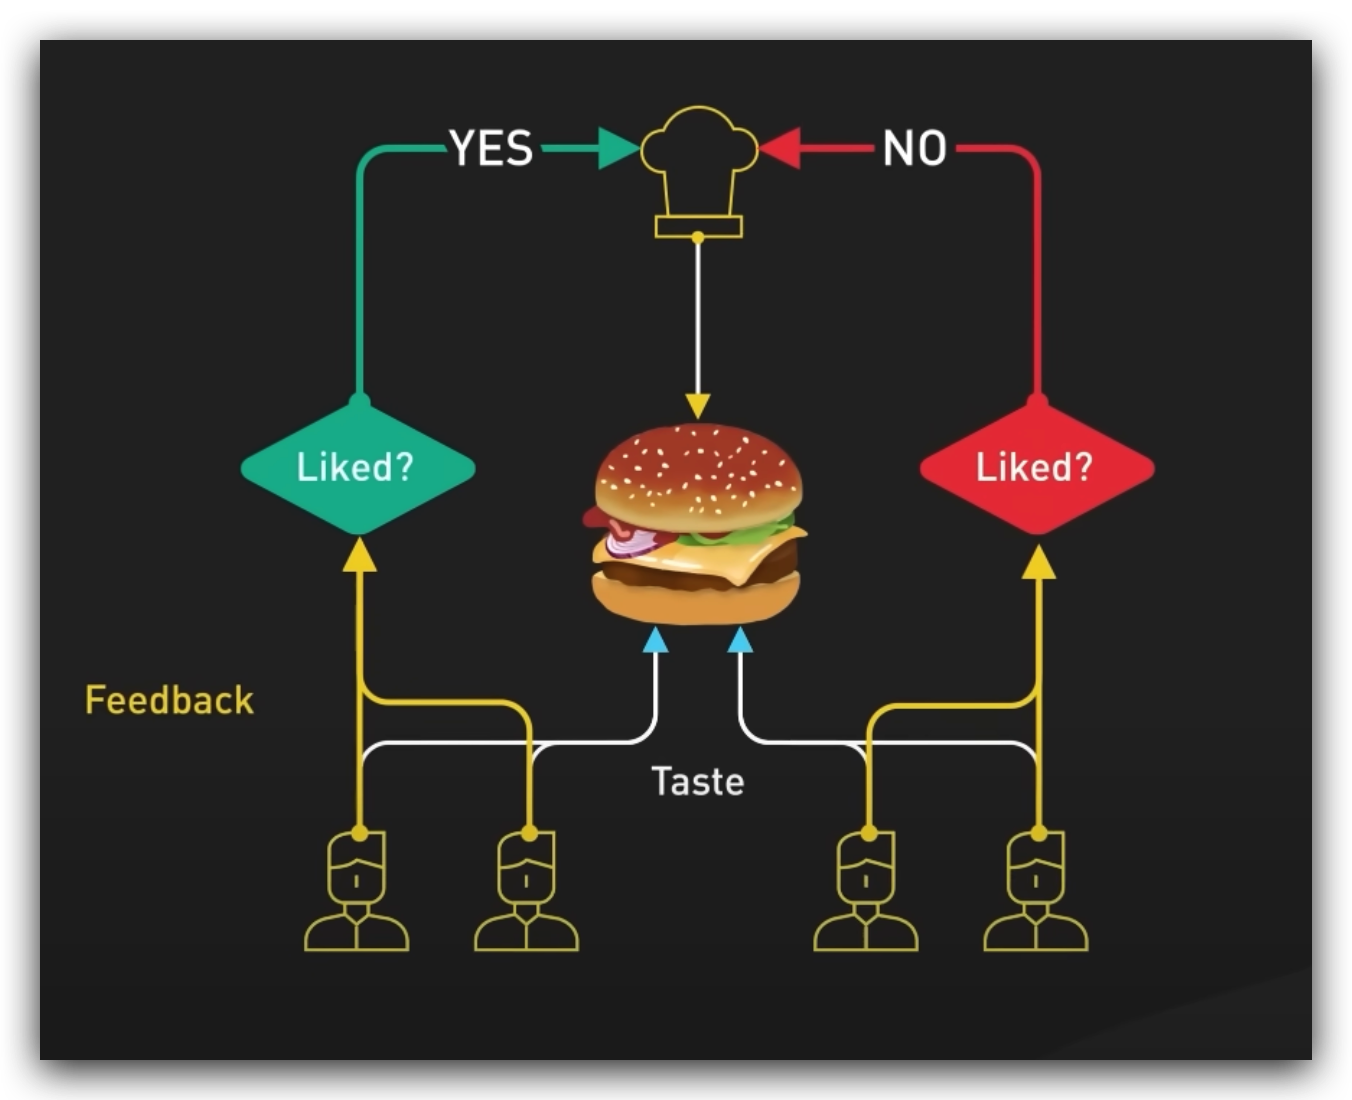 YES
NO
Liked?
Liked?
Feedback
Taste